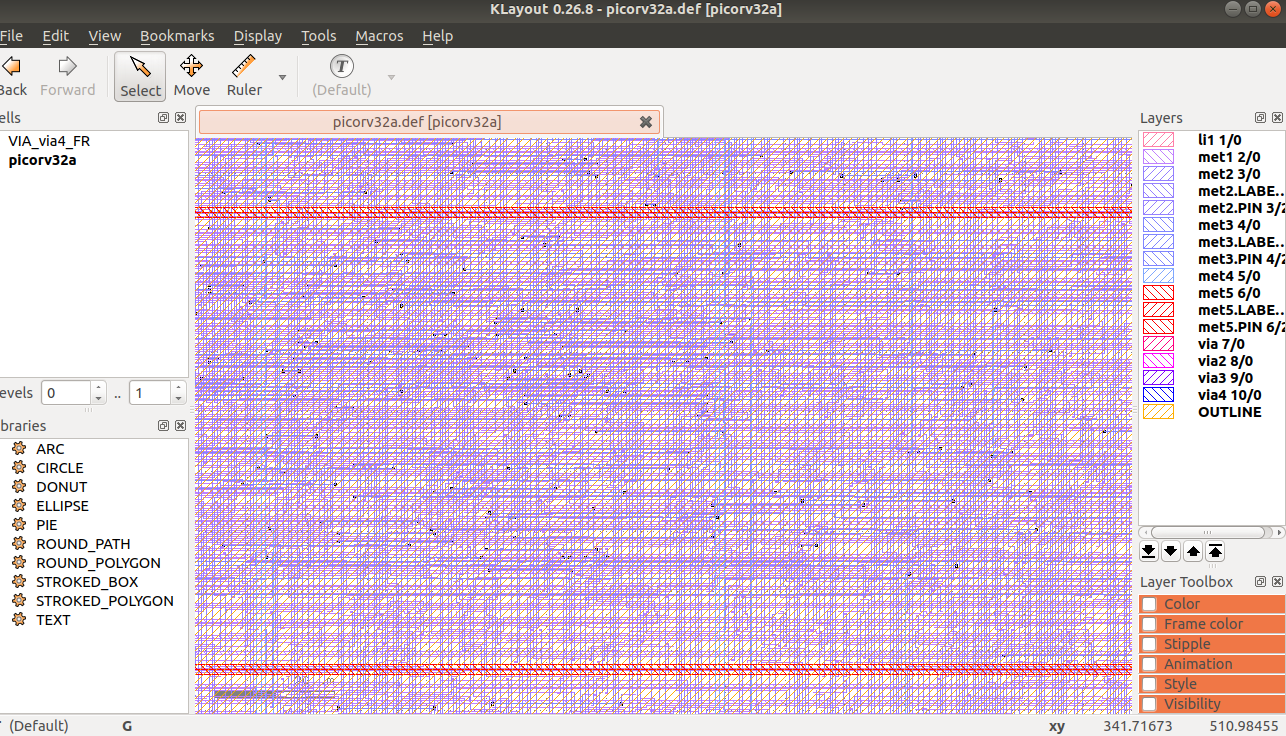 KLayout 0.26.8 - picorv32a.def [picorv32a]
File Edit View Bookmarks Display Tools Macros Help
Back Forward Select Move Ruler (Default)
ells
picorv32a.def [picorv32a]
Layers
VIA_via4_FR
picorv32a
li1 1/0
met1 2/0
met2 3/0
met2.LABE..
met2.PIN 3/2
met3 4/0
met3.LABE..
met3.PIN 4/2
met4 5/0
met5 6/0
met5.LABE..
met5.PIN 6/2
via 7/0
via2 8/0
via3 9/0
via4 10/0
OUTLINE
evels 0 .. 1
braries
ARC
CIRCLE
DONUT
ELLIPSE
PIE
ROUND_PATH
ROUND_POLYGON
STROKED_BOX
STROKED_POLYGON
TEXT
Layer Toolbox
Color
Frame color
Stipple
Animation
Style
Visibility
(Default) G xy 341.71673 510.98455